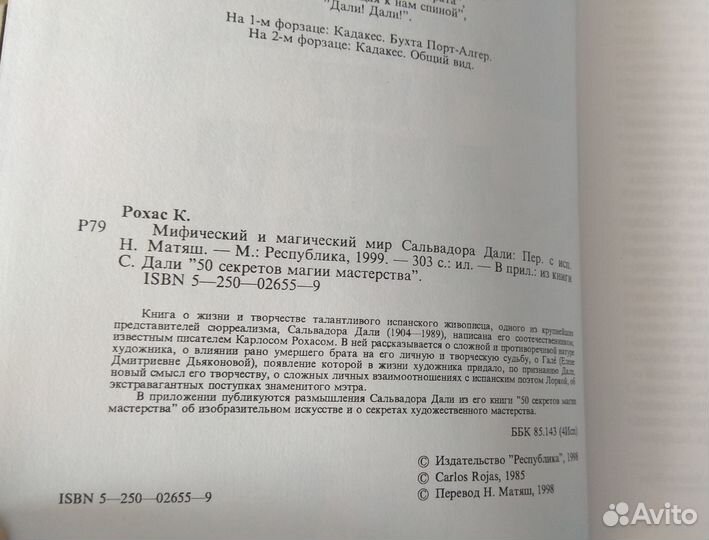 ах к нам спиной",
"Дали! Дали!".
На 1-м форзаце: Кадакес. Бухта Порт-Алгер.
На 2-м форзаце: Кадакес. Общий вид.
Рохас К.
Р79 Мифический и магический мир Сальвадора Дали: Пер. с исп.
Н. Матяш. — М.: Республика, 1999. — 303 с.: ил. — В прил.: из книги
С. Дали "50 секретов магии мастерства".
ISBN 5—250—02655—9
Книга о жизни и творчестве талантливого испанского живописца, одного из крупнейших
представителей сюрреализма, Сальвадора Дали (1904—1989), написана его соотечественником,
известным писателем Карлосом Рохасом. В ней рассказывается о сложной и противоречивой натуре
художника, о влиянии рано умершего брата на его личную и творческую судьбу, о Гале (Елене
Дмитриевне Дьяконовой), появление которой в жизни художника придало, по признанию Дали,
новый смысл его творчеству, о сложных личных взаимоотношениях с испанским поэтом Лоркой, об
экстравагантных поступках знаменитого мэтра.
В приложении публикуются размышления Сальвадора Дали из его книги "50 секретов магии
мастерства" об изобразительном искусстве и о секретах художественного мастерства.
ББК 85.143 (4Исп)
© Издательство "Республика", 1998
© Carlos Rojas, 1985
© Перевод Н. Матяш, 1998
ISBN 5—250—02655—9
Avito